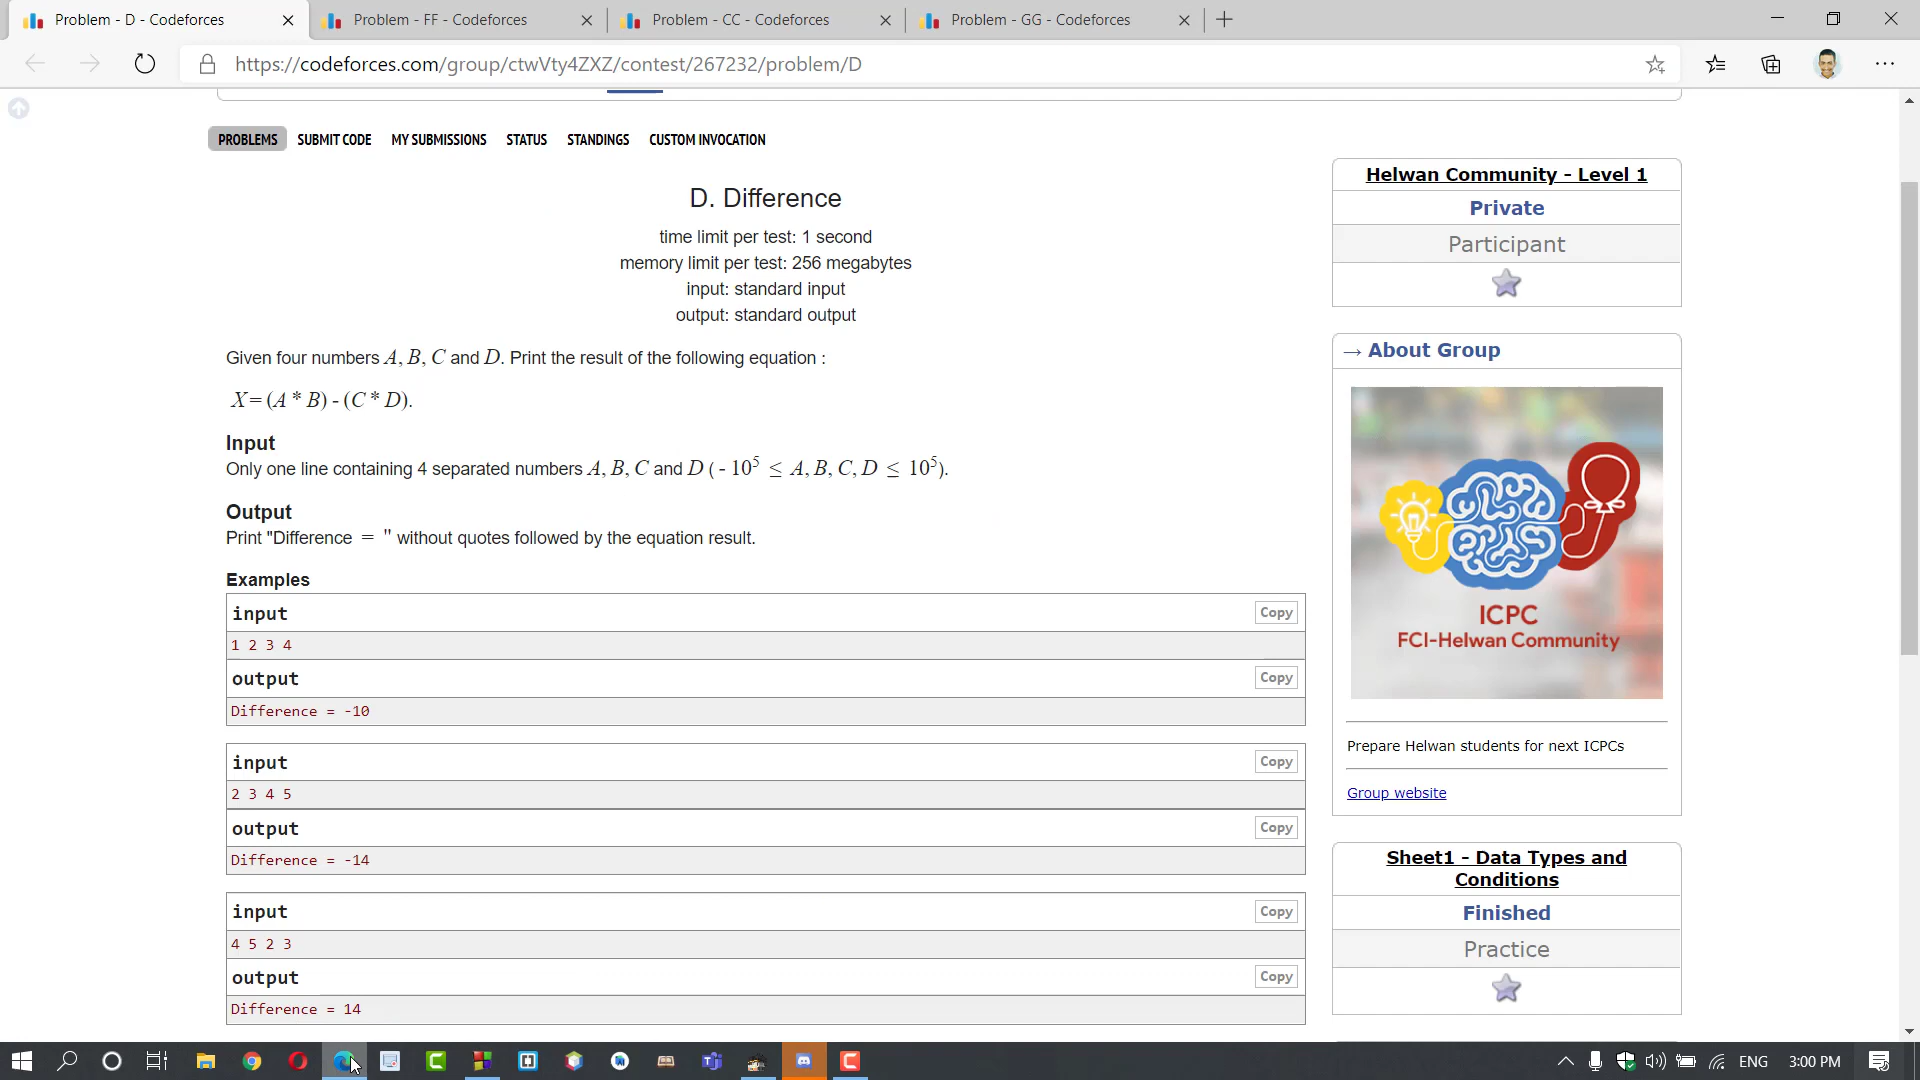 Problem - D - Codeforces
Problem - FF - Codeforces
Problem - CC - Codeforces
Problem - GG - Codeforces
https://codeforces.com/group/ctwVty4ZXZ/contest/267232/problem/D
PROBLEMS SUBMIT CODE MY SUBMISSIONS STATUS STANDINGS CUSTOM INVOCATION
D. Difference
time limit per test: 1 second
memory limit per test: 256 megabytes
input: standard input
output: standard output
Given four numbers A, B, C and D. Print the result of the following equation :
X= (A * B) - (C * D).
Input
Only one line containing 4 separated numbers A, B, C and D ( - 10^5 ≤ A, B, C, D ≤ 10^5).
Output
Print "Difference = " without quotes followed by the equation result.
Examples
input
Copy
1 2 3 4
output
Copy
Difference = -10
input
Copy
2 3 4 5
output
Copy
Difference = -14
input
Copy
4 5 2 3
output
Copy
Difference = 14
Helwan Community - Level 1
Private
Participant
→ About Group
ICPC
FCI-Helwan Community
Prepare Helwan students for next ICPCs
Group website
Sheet1 - Data Types and
Conditions
Finished
Practice
ENG
3:00 PM